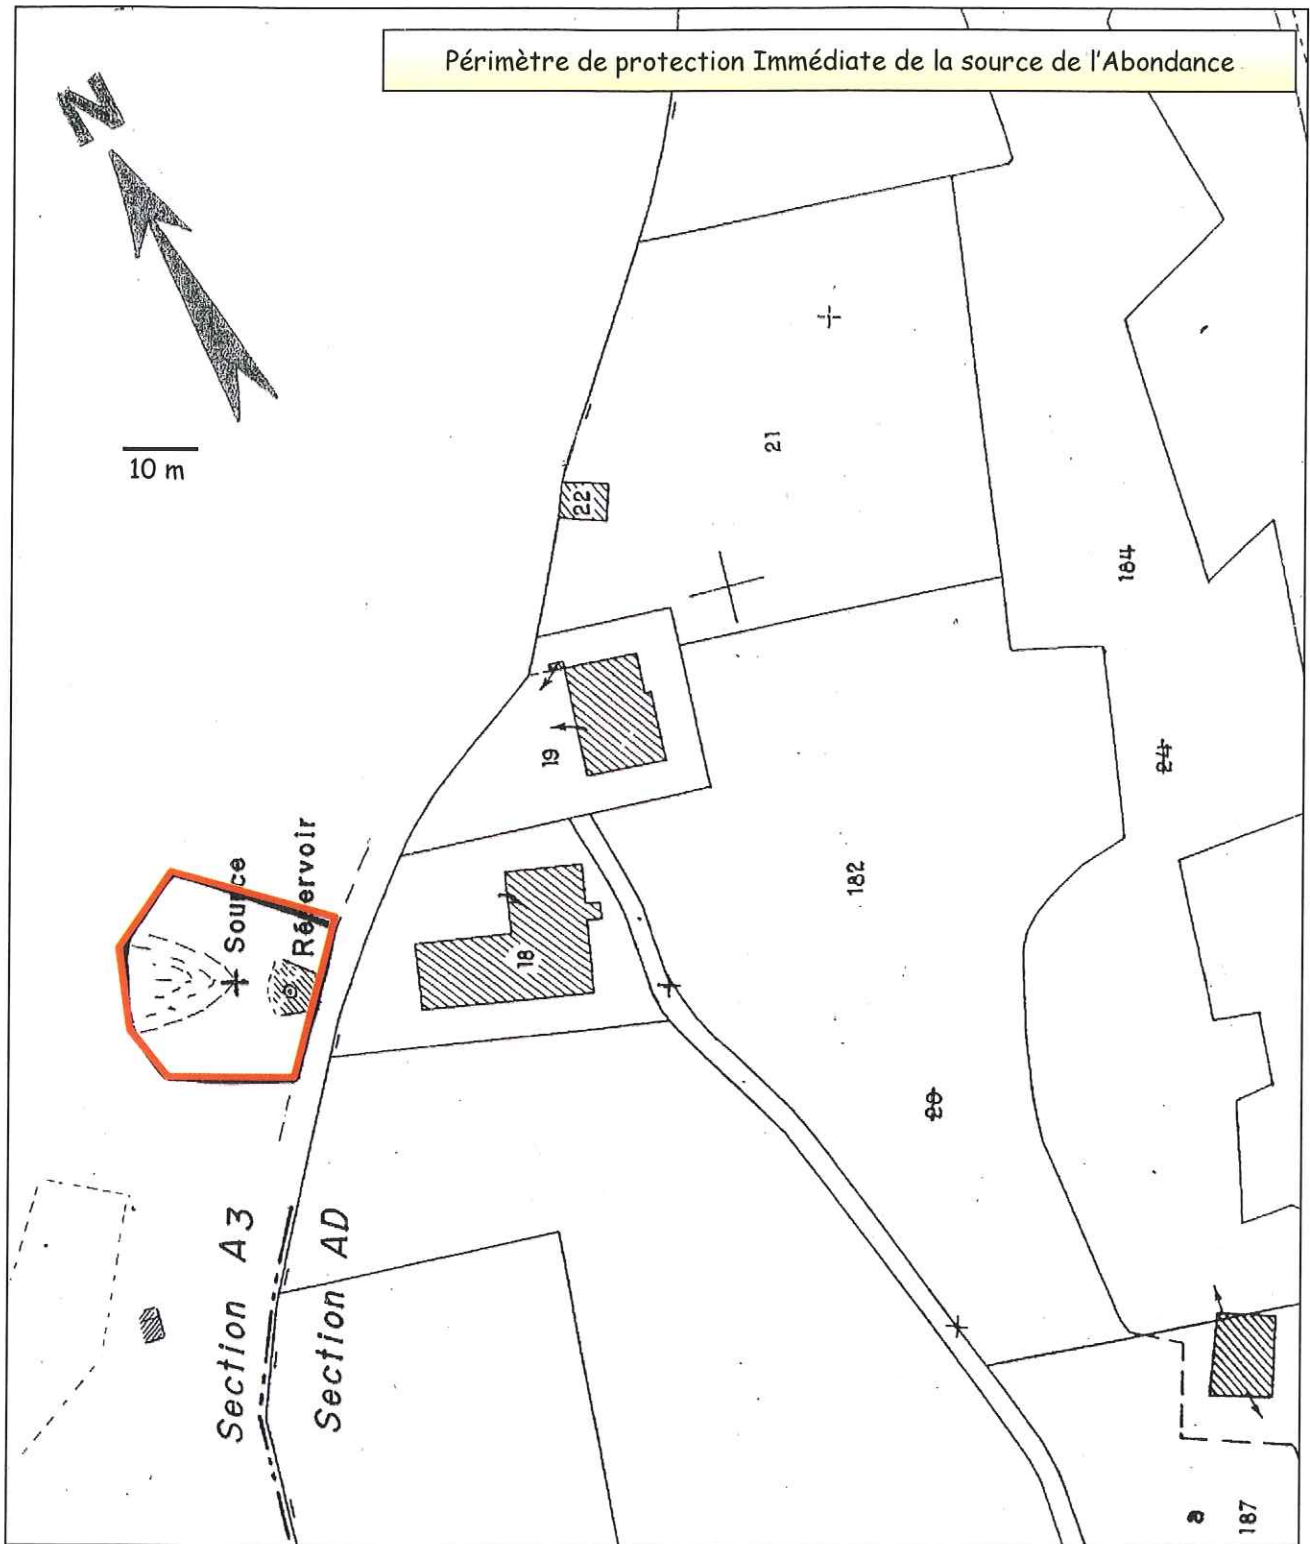 Périmètre de protection Immédiate de la source de l'Abondance
N
10 m
21
22
184
19
24
Source
Réservoir
182
18
20
Section A3
Section AD
a
187